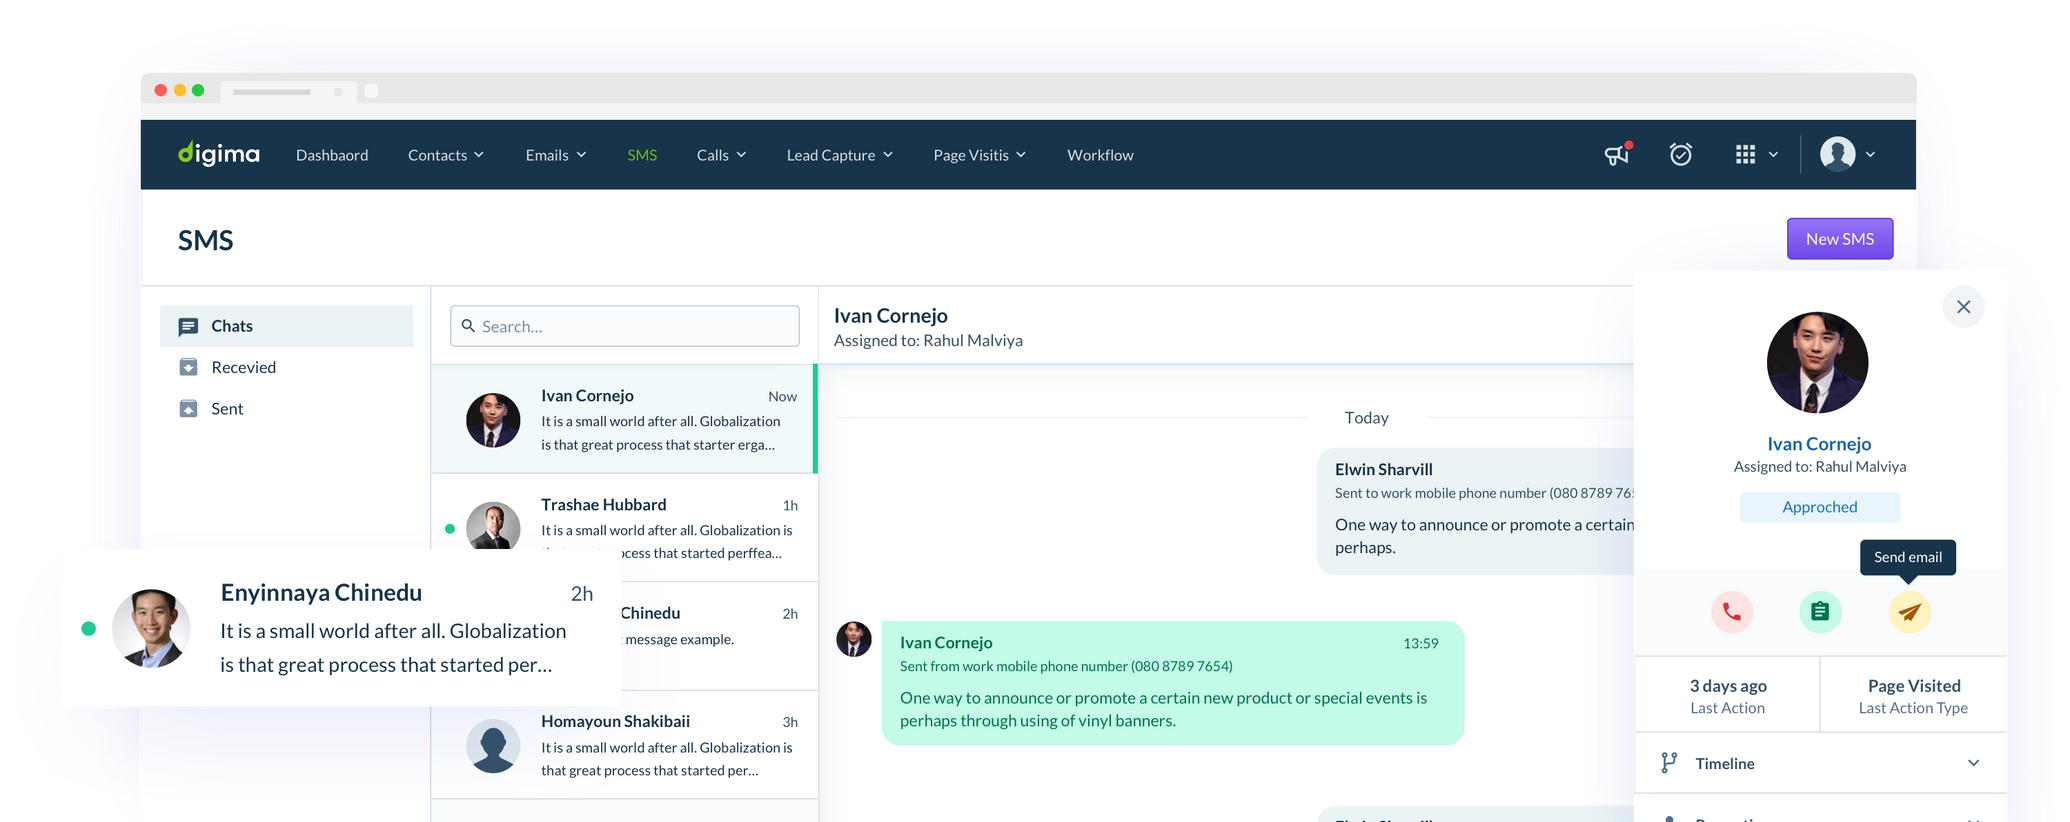 digima
Dashbaord
Contacts
Emails
SMS
Calls
Lead Capture
Page Visitis
Workflow
SMS
New SMS
Chats
Recevied
Sent
Search...
Ivan Cornejo
Now
It is a small world after all. Globalization
is that great process that starter erga...
Trashae Hubbard
1h
It is a small world after all. Globalization is
process that started perffea...
Enyinnaya Chinedu
2h
It is a small world after all. Globalization
is that great process that started per...
Chinedu
2h
message example.
Homayoun Shakibaii
3h
It is a small world after all. Globalization is
that great process that started per...
Ivan Cornejo
Assigned to: Rahul Malviya
Today
Elwin Sharvill
Sent to work mobile phone number (080 8789 765
One way to announce or promote a certain
perhaps.
Ivan Cornejo
13:59
Sent from work mobile phone number (080 8789 7654)
One way to announce or promote a certain new product or special events is
perhaps through using of vinyl banners.
Ivan Cornejo
Assigned to: Rahul Malviya
Approched
Send email
3 days ago
Last Action
Page Visited
Last Action Type
Timeline